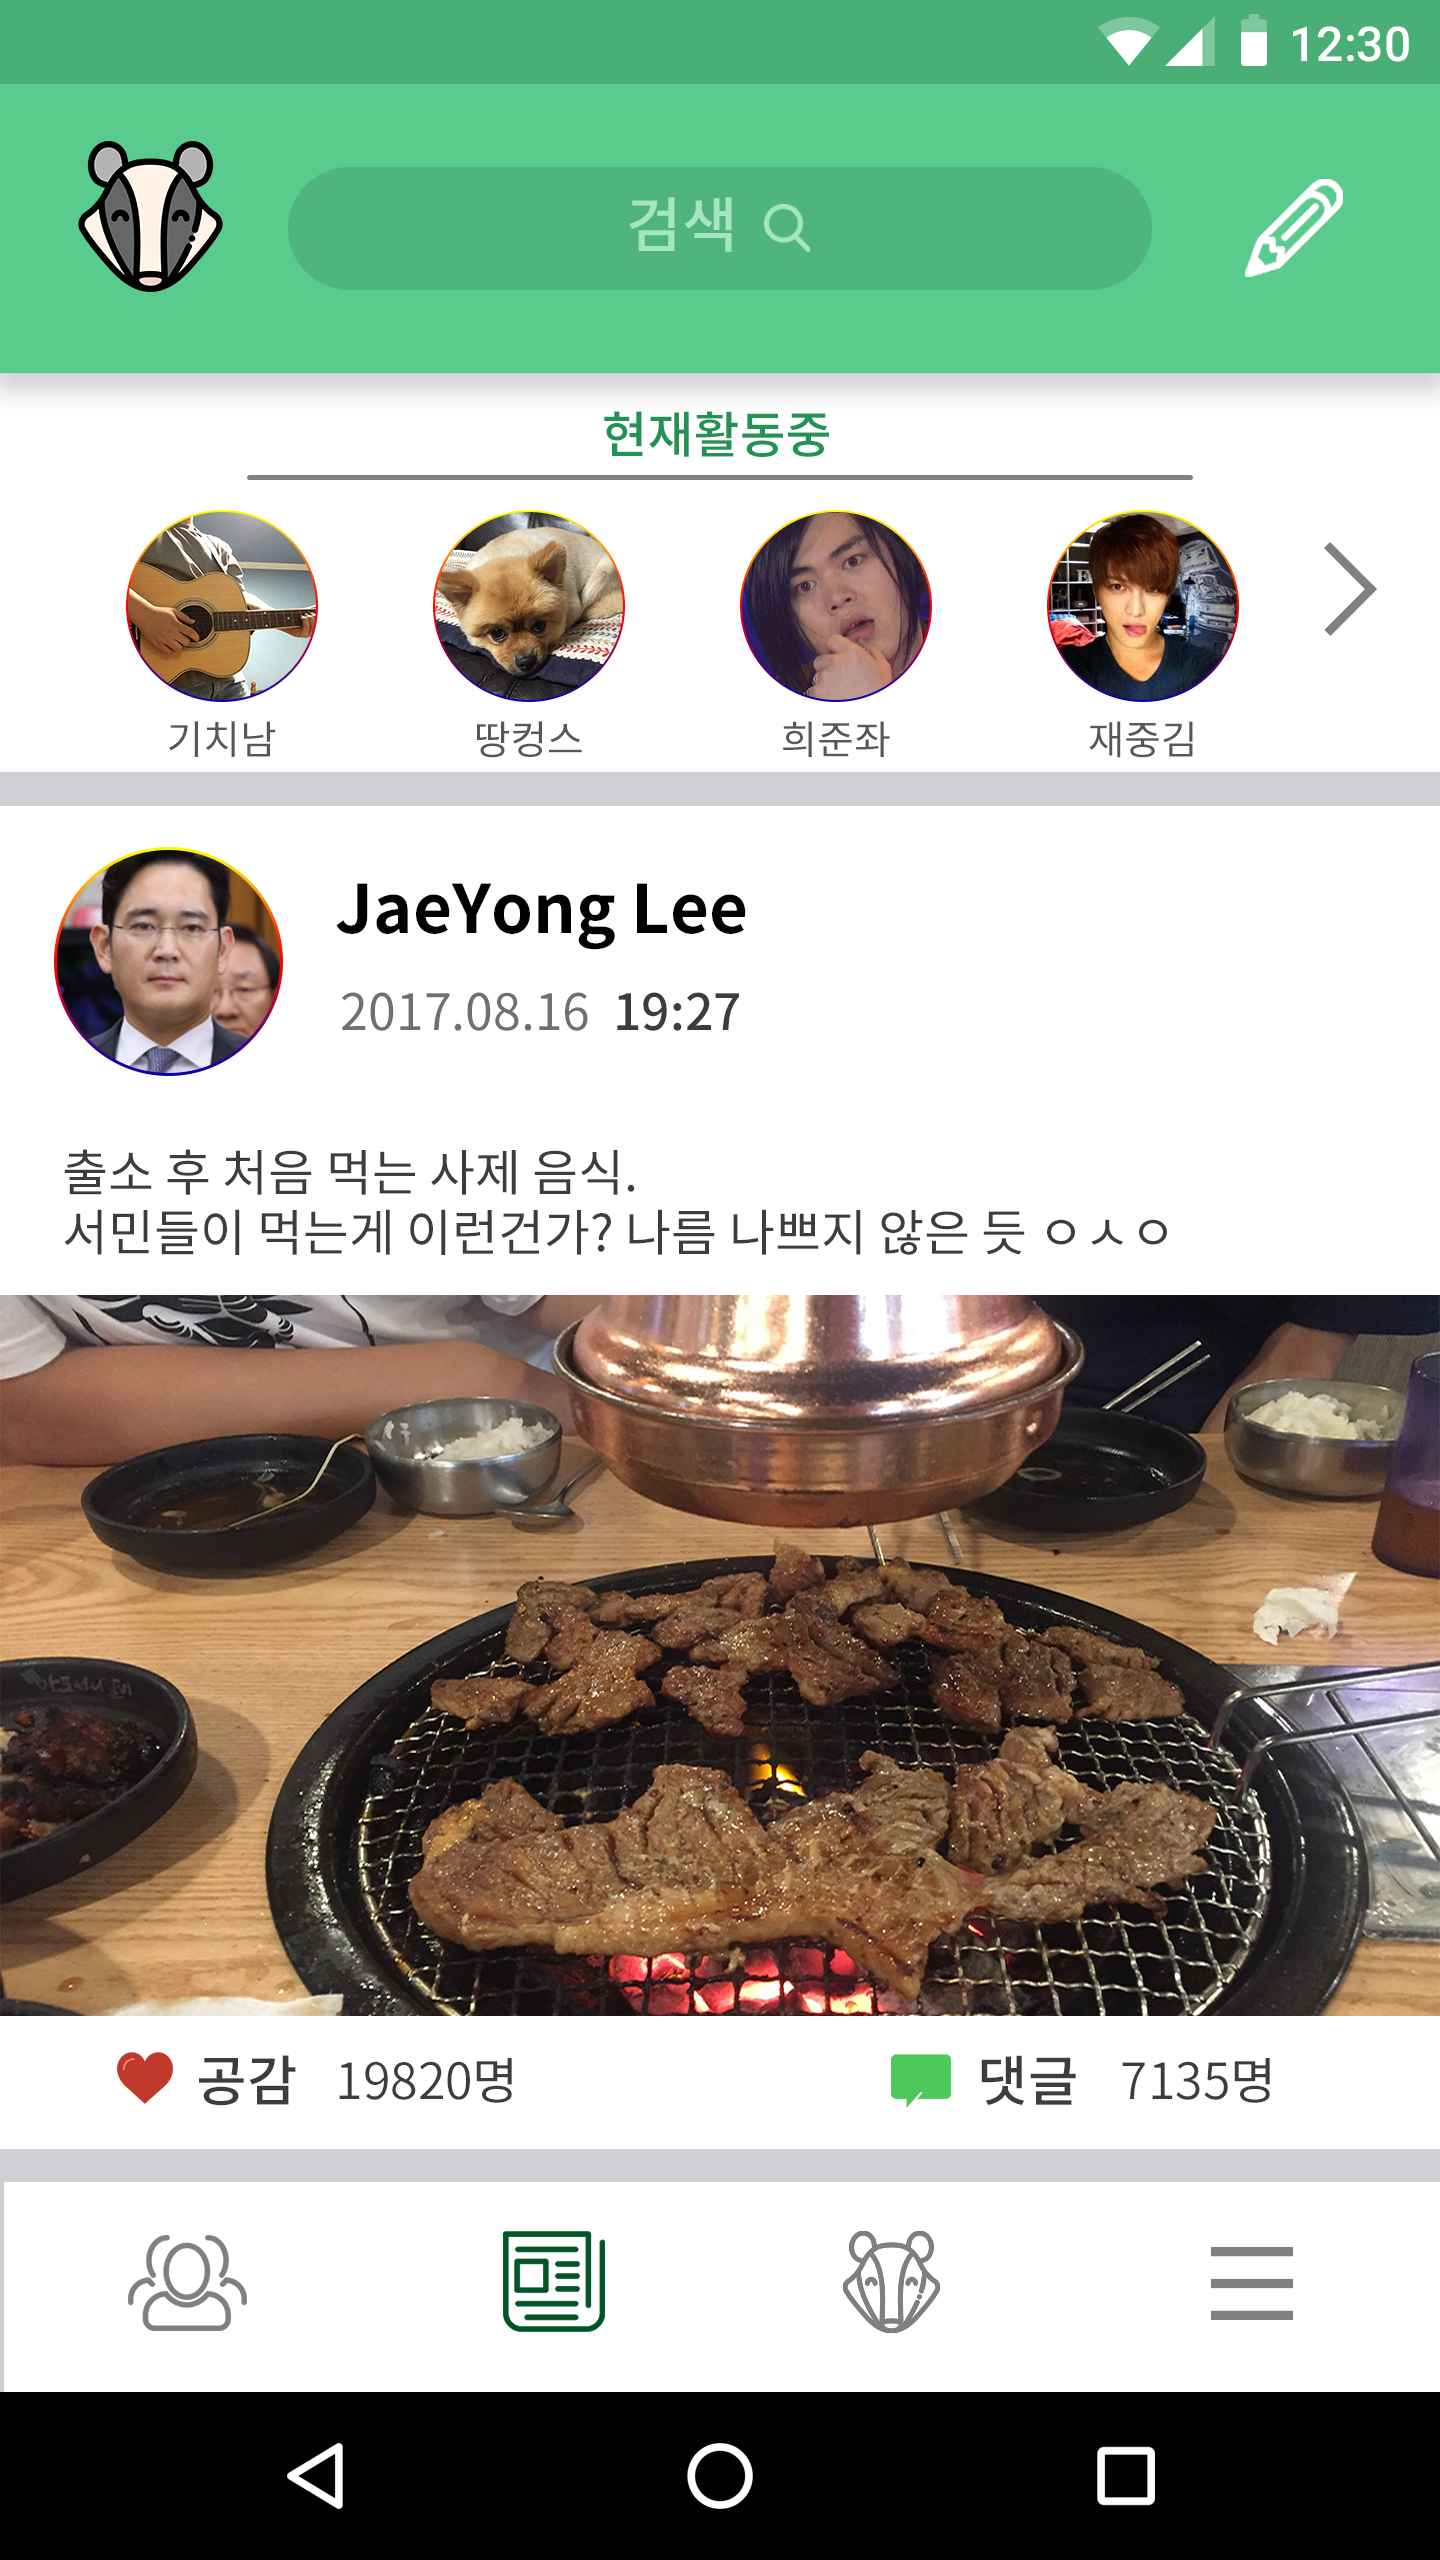 12:30
검색
현재활동중
기치남 땅컹스 희준좌 재중김
JaeYong Lee
2017.08.16 19:27
출소 후 처음 먹는 사제 음식.
서민들이 먹는게 이런건가? 나름 나쁘지 않은 듯 ㅇㅅㅇ
공감 19820명 댓글 7135명